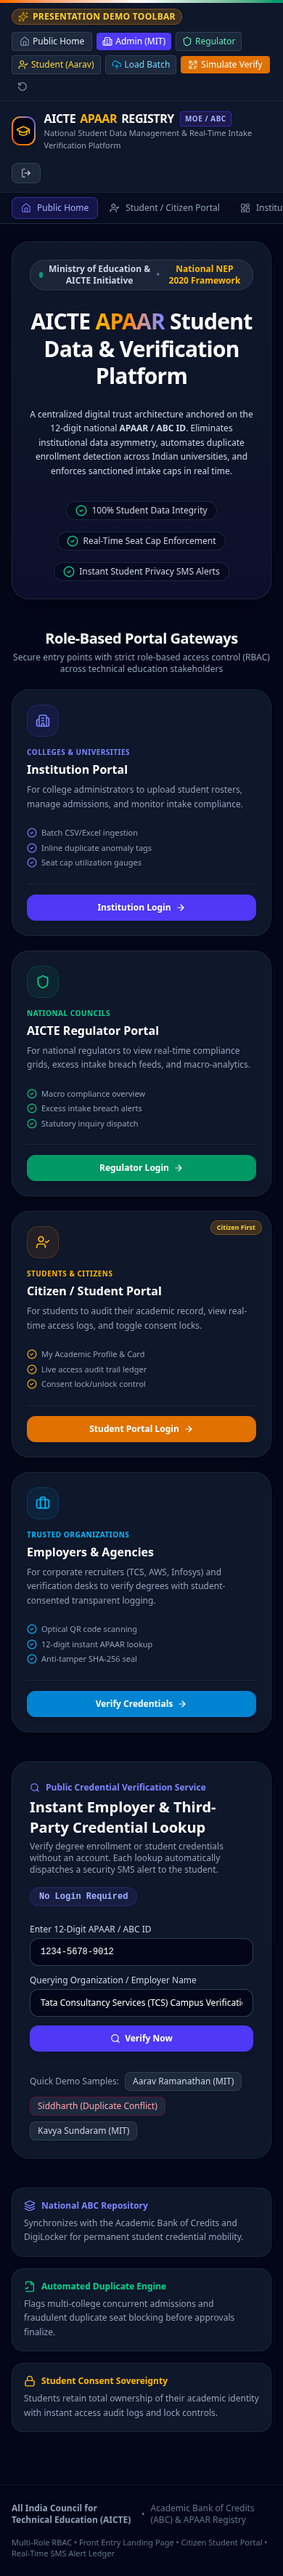 PRESENTATION DEMO TOOLBAR
Public Home
Admin (MIT)
Regulator
Student (Aarav)
Load Batch
Simulate Verify
AICTE APAAR REGISTRY
MOE / ABC
National Student Data Management & Real-Time Intake
Verification Platform
Public Home
Student / Citizen Portal
Institu
Ministry of Education &
AICTE Initiative
•
National NEP
2020 Framework
AICTE APAAR Student
Data & Verification
Platform
A centralized digital trust architecture anchored on the
12-digit national APAAR / ABC ID. Eliminates
institutional data asymmetry, automates duplicate
enrollment detection across Indian universities, and
enforces sanctioned intake caps in real time.
100% Student Data Integrity
Real-Time Seat Cap Enforcement
Instant Student Privacy SMS Alerts
Role-Based Portal Gateways
Secure entry points with strict role-based access control (RBAC)
across technical education stakeholders
COLLEGES & UNIVERSITIES
Institution Portal
For college administrators to upload student rosters,
manage admissions, and monitor intake compliance.
Batch CSV/Excel ingestion
Inline duplicate anomaly tags
Seat cap utilization gauges
Institution Login →
NATIONAL COUNCILS
AICTE Regulator Portal
For national regulators to view real-time compliance
grids, excess intake breach feeds, and macro-analytics.
Macro compliance overview
Excess intake breach alerts
Statutory inquiry dispatch
Regulator Login →
Citizen First
STUDENTS & CITIZENS
Citizen / Student Portal
For students to audit their academic record, view real-
time access logs, and toggle consent locks.
My Academic Profile & Card
Live access audit trail ledger
Consent lock/unlock control
Student Portal Login →
TRUSTED ORGANIZATIONS
Employers & Agencies
For corporate recruiters (TCS, AWS, Infosys) and
verification desks to verify degrees with student-
consented transparent logging.
Optical QR code scanning
12-digit instant APAAR lookup
Anti-tamper SHA-256 seal
Verify Credentials →
Public Credential Verification Service
Instant Employer & Third-
Party Credential Lookup
Verify degree enrollment or student credentials
without an account. Each lookup automatically
dispatches a security SMS alert to the student.
No Login Required
Enter 12-Digit APAAR / ABC ID
1234-5678-9012
Querying Organization / Employer Name
Tata Consultancy Services (TCS) Campus Verificati
Verify Now
Quick Demo Samples:
Aarav Ramanathan (MIT)
Siddharth (Duplicate Conflict)
Kavya Sundaram (MIT)
National ABC Repository
Synchronizes with the Academic Bank of Credits and
DigiLocker for permanent student credential mobility.
Automated Duplicate Engine
Flags multi-college concurrent admissions and
fraudulent duplicate seat blocking before approvals
finalize.
Student Consent Sovereignty
Students retain total ownership of their academic identity
with instant access audit logs and lock controls.
All India Council for
Technical Education (AICTE)
•
Academic Bank of Credits
(ABC) & APAAR Registry
Multi-Role RBAC • Front Entry Landing Page • Citizen Student Portal •
Real-Time SMS Alert Ledger